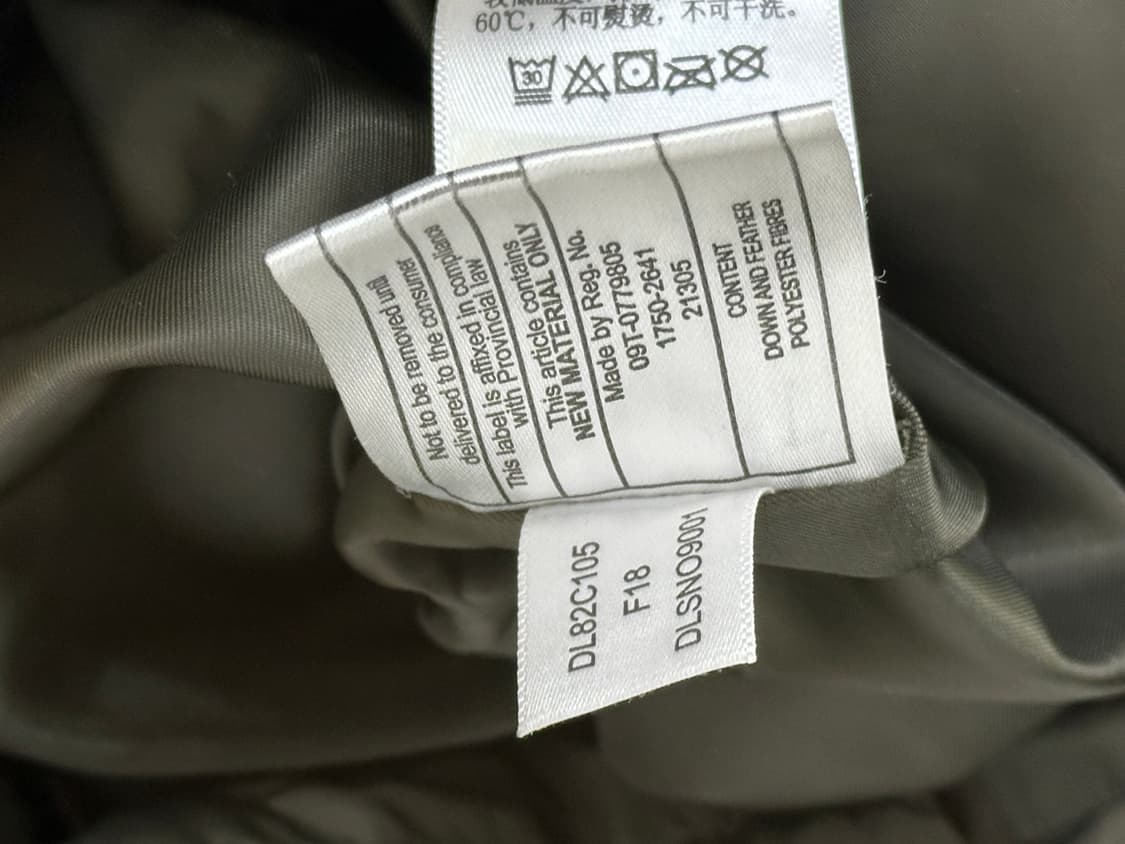 60℃，不可熨烫，不可干洗。
30
Not to be removed until
delivered to the consumer
This label is affixed in compliance
with Provincial law
This article contains
NEW MATERIAL ONLY
Made by Reg. No.
09T-0779805
1750-2641
21305
CONTENT
DOWN AND FEATHER
POLYESTER FIBRES
DL82C105
F18
DLSNO9001